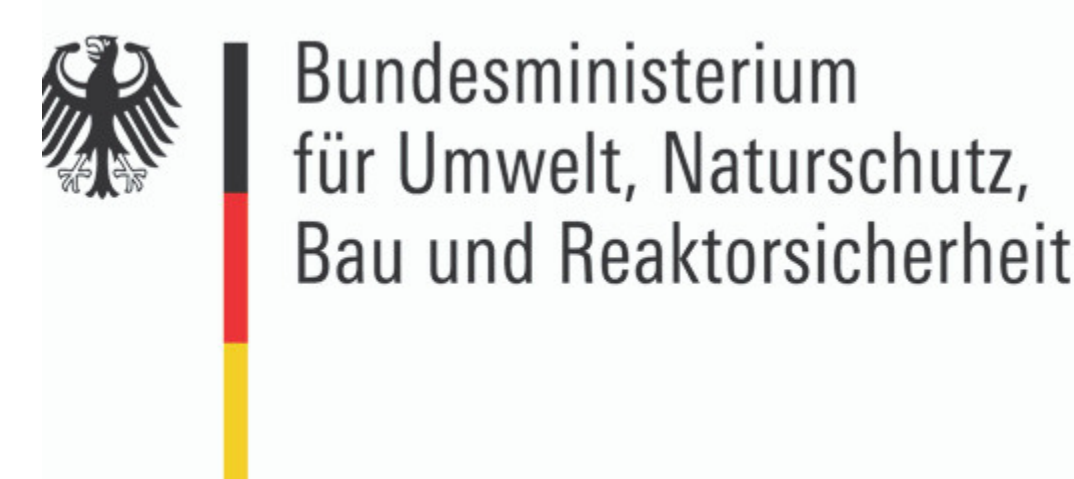 Bundesministerium
für Umwelt, Naturschutz,
Bau und Reaktorsicherheit